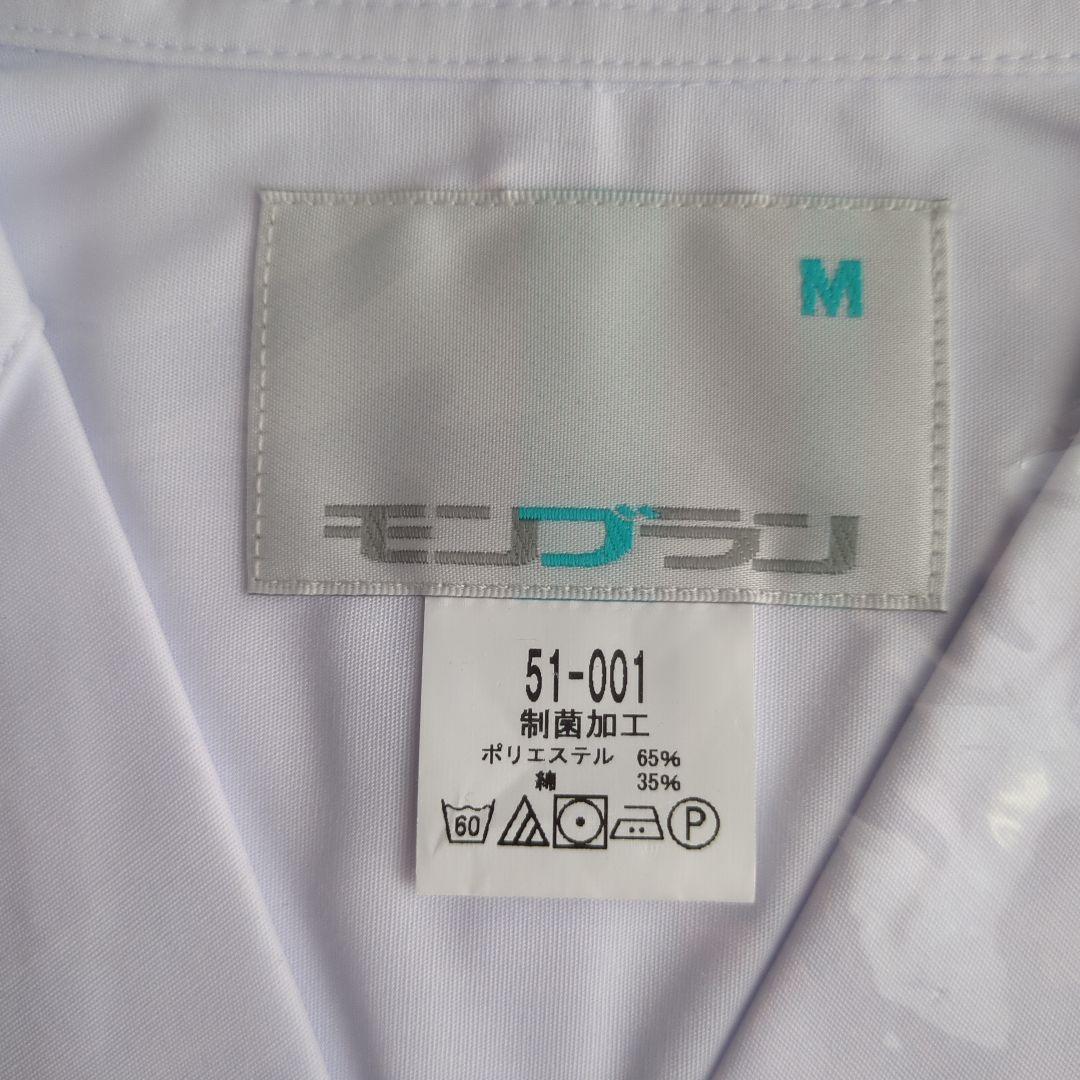 M
モンブラン
51-001
制菌加工
ポリエステル 65%
綿 35%
60
P